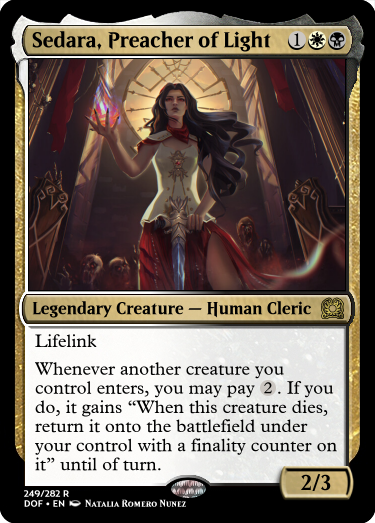 Sedara, Preacher of Light 1
Legendary Creature — Human Cleric
Lifelink
Whenever another creature you
control enters, you may pay 2. If you
do, it gains “When this creature dies,
return it onto the battlefield under
your control with a finality counter on
it” until of turn.
2/3
249/282 R
DOF • EN Natalia Romero Nunez